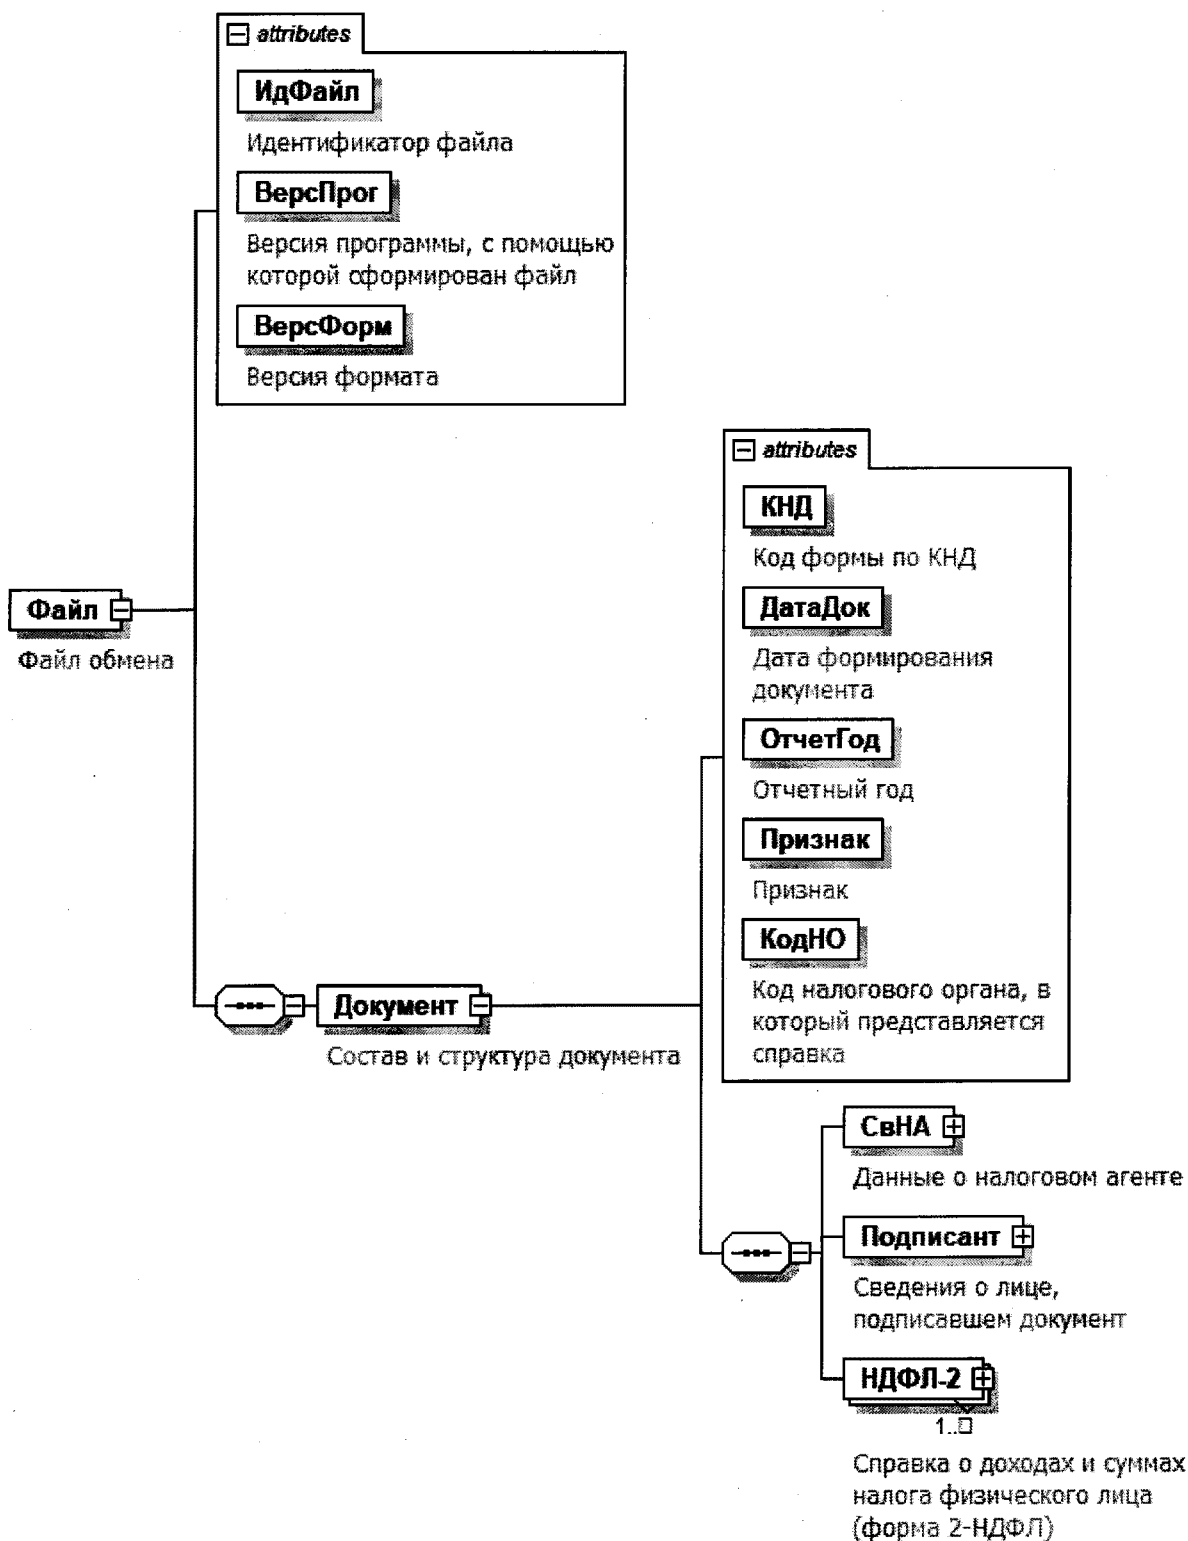 attributes
ИдФайл
Идентификатор файла
ВерсПрог
Версия программы, с помощью
которой сформирован файл
ВерсФорм
Версия формата
attributes
КНД
Код формы по КНД
ДатаДок
Дата формирования
документа
ОтчетГод
Отчетный год
Признак
Признак
КодНО
Код налогового органа, в
который представляется
справка
Файл
Файл обмена
Документ
Состав и структура документа
СвНА
Данные о налоговом агенте
Подписант
Сведения о лице,
подписавшем документ
НДФЛ-2
1..□
Справка о доходах и суммах
налога физического лица
(форма 2-НДФЛ)